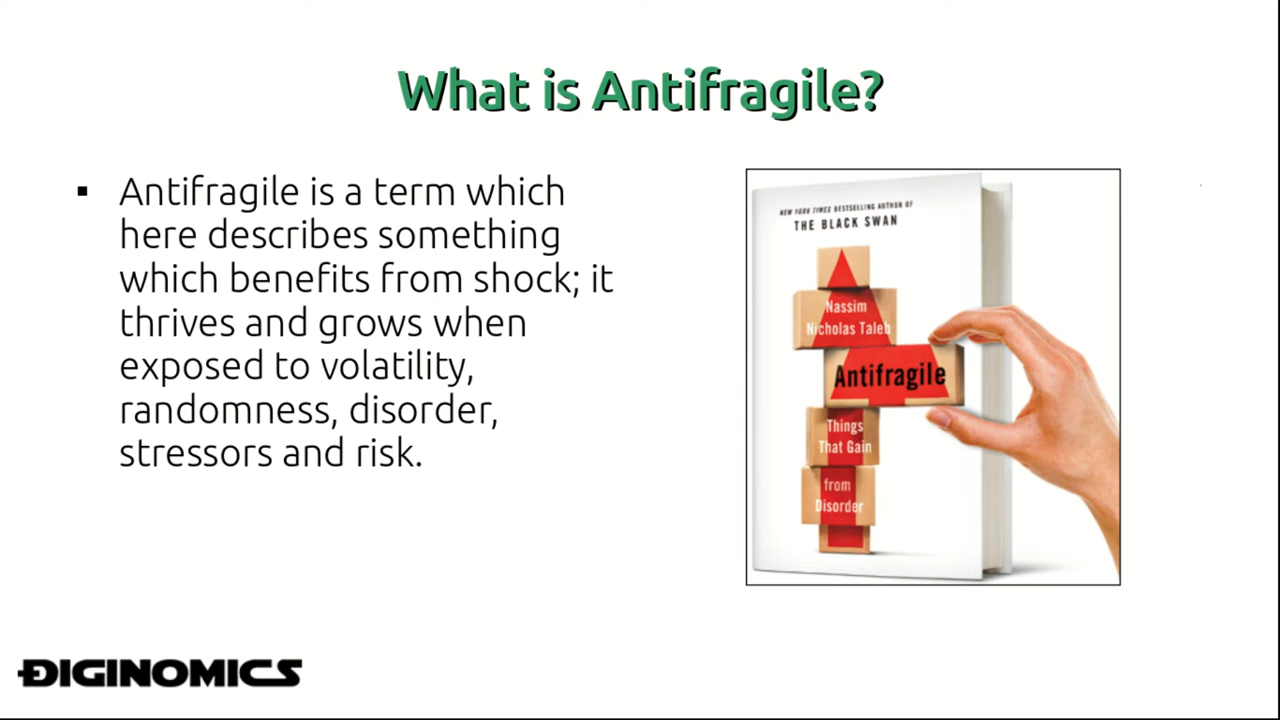 What is Antifragile?
▪ Antifragile is a term which
here describes something
which benefits from shock; it
thrives and grows when
exposed to volatility,
randomness, disorder,
stressors and risk.
NEW YORK TIMES BESTSELLING AUTHOR OF
THE BLACK SWAN
Nassim
Nicholas Taleb
Antifragile
Things
That Gain
from
Disorder
DIGINOMICS